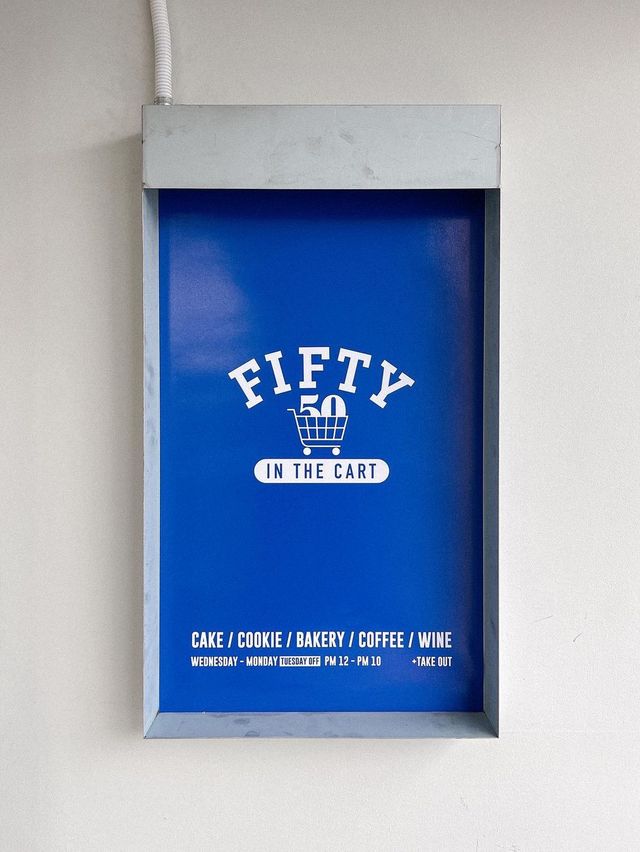 FIFTY
50
IN THE CART
CAKE / COOKIE / BAKERY / COFFEE / WINE
WEDNESDAY - MONDAY TUESDAY OFF PM 12 - PM 10 +TAKE OUT